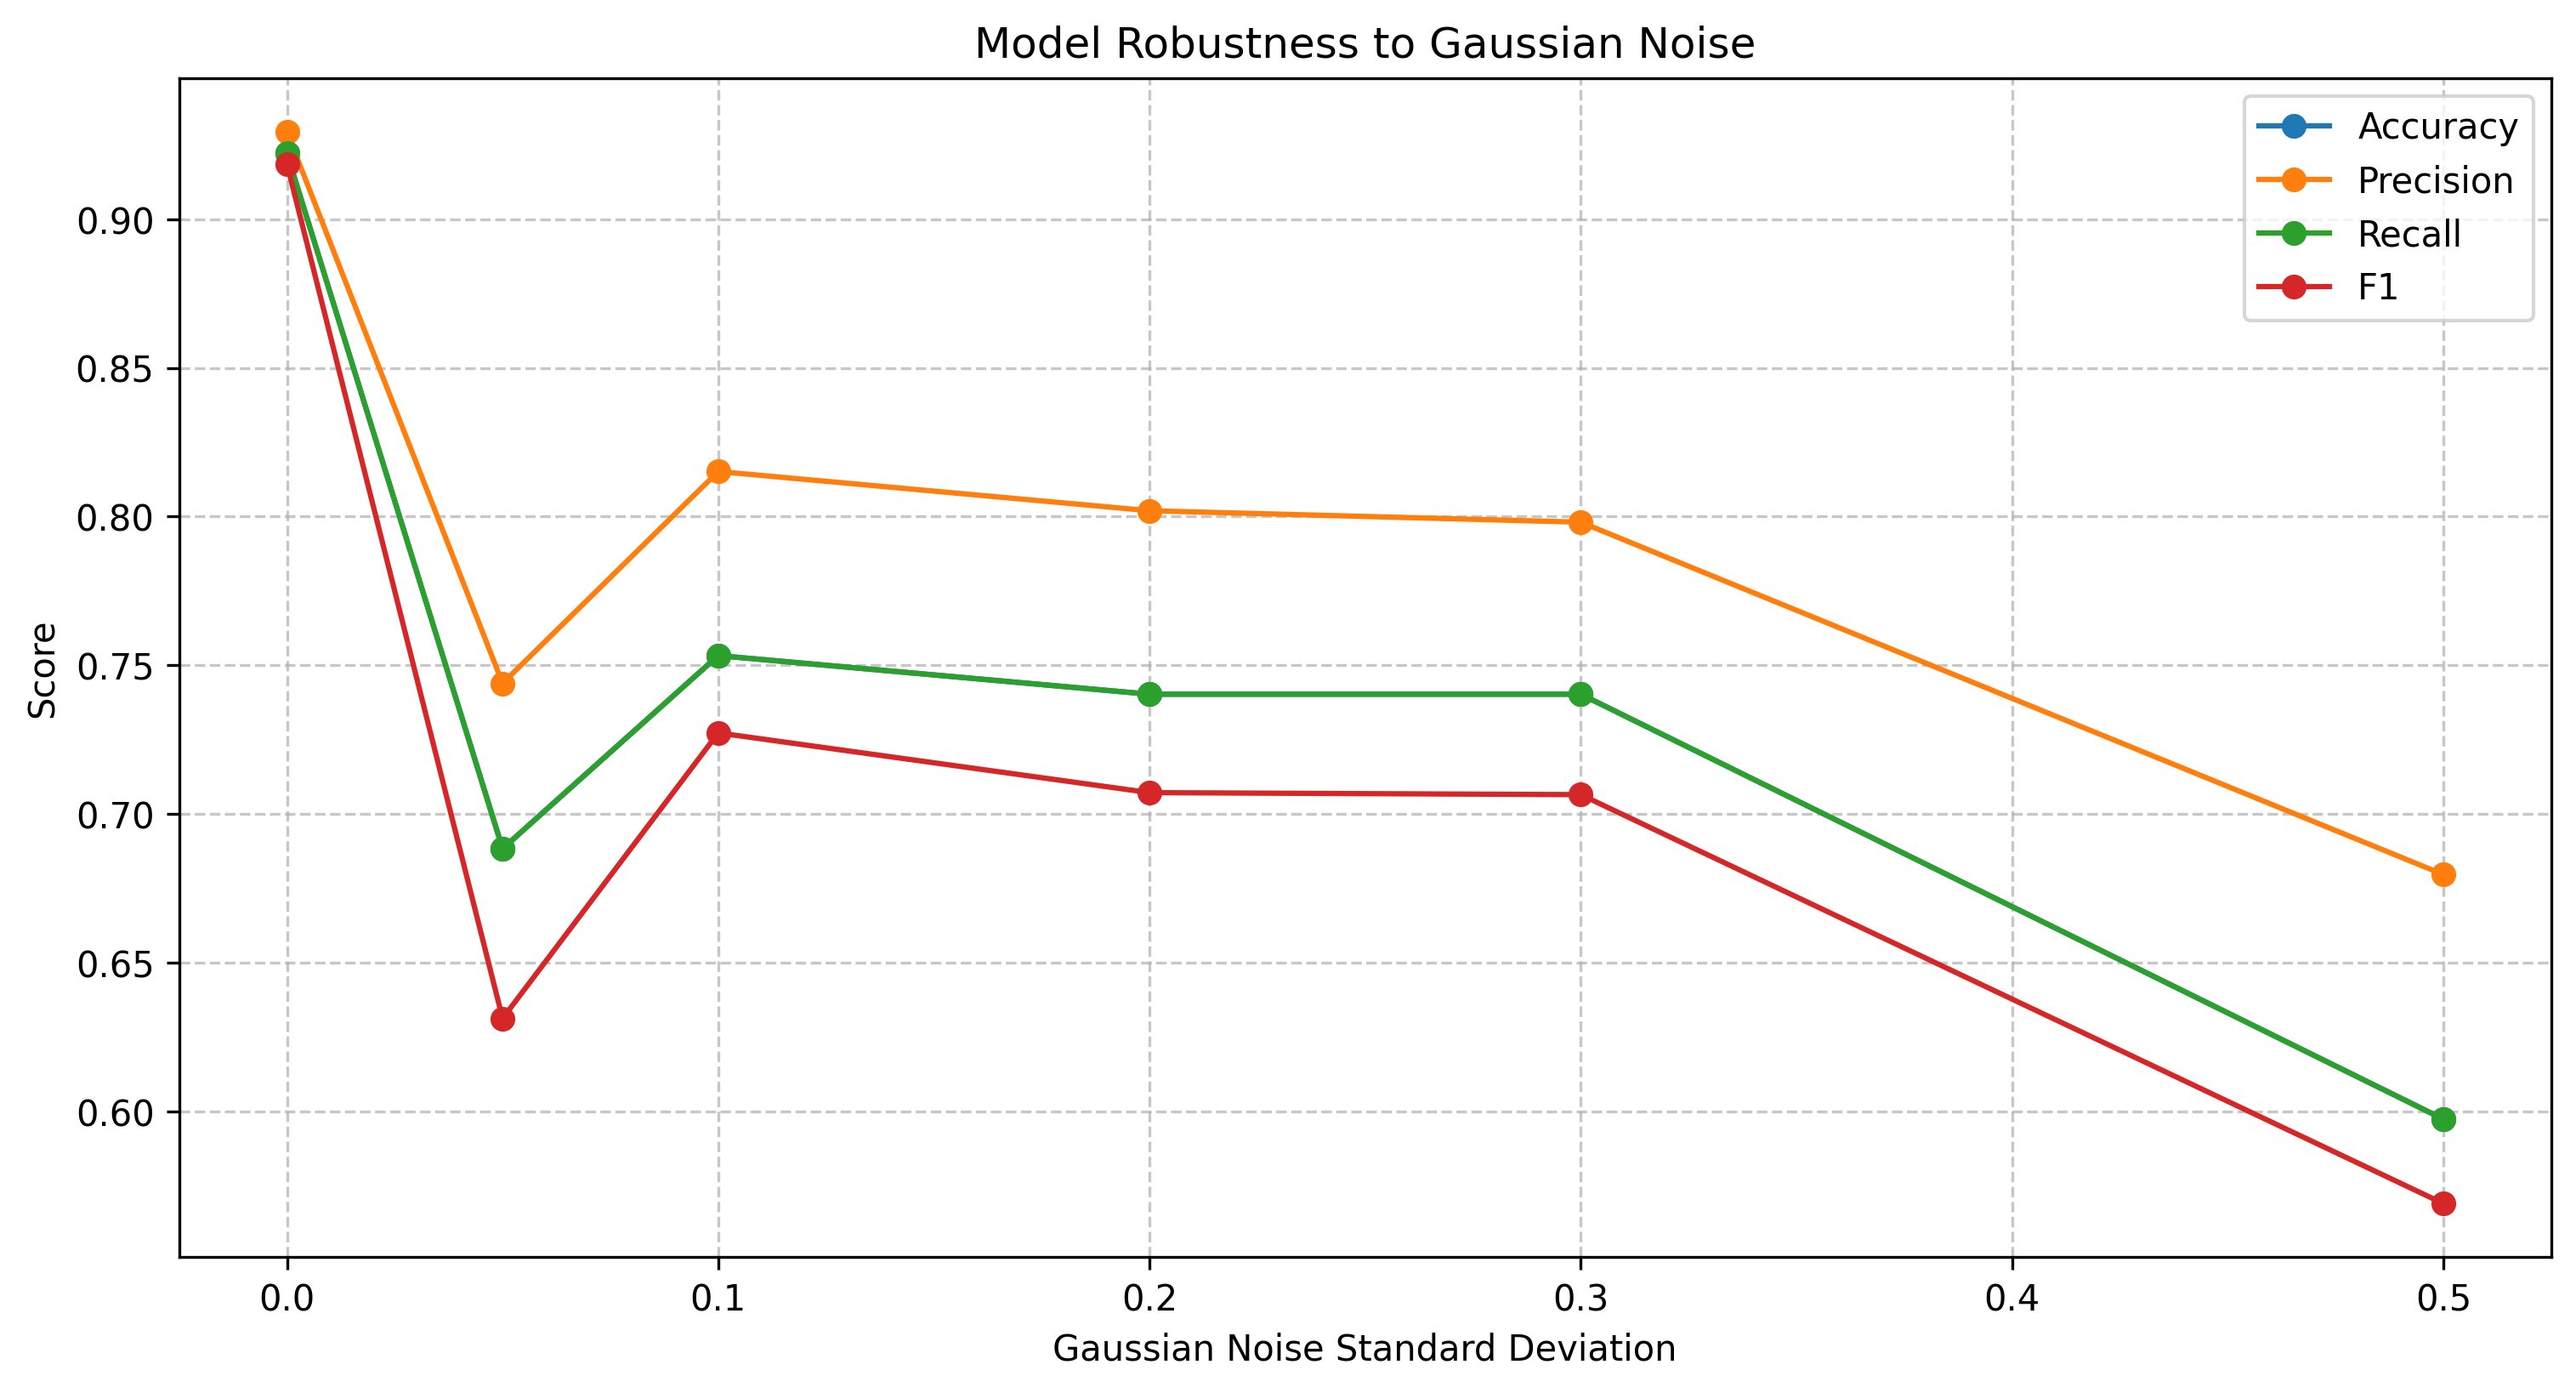 Model Robustness to Gaussian Noise
Accuracy
Precision
Recall
F1
Score
0.90
0.85
0.80
0.75
0.70
0.65
0.60
0.0 0.1 0.2 0.3 0.4 0.5
Gaussian Noise Standard Deviation